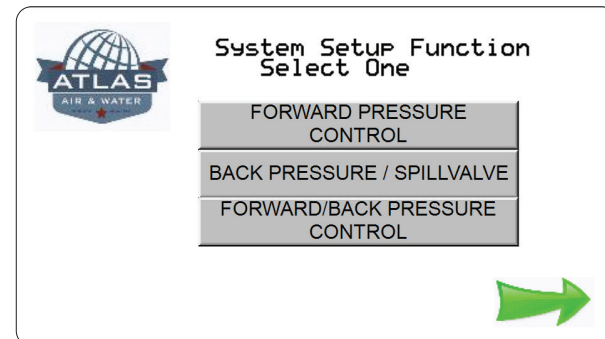 System Setup Function
Select One
ATLAS
AIR & WATER
FORWARD PRESSURE
CONTROL
BACK PRESSURE / SPILLVALVE
FORWARD/BACK PRESSURE
CONTROL